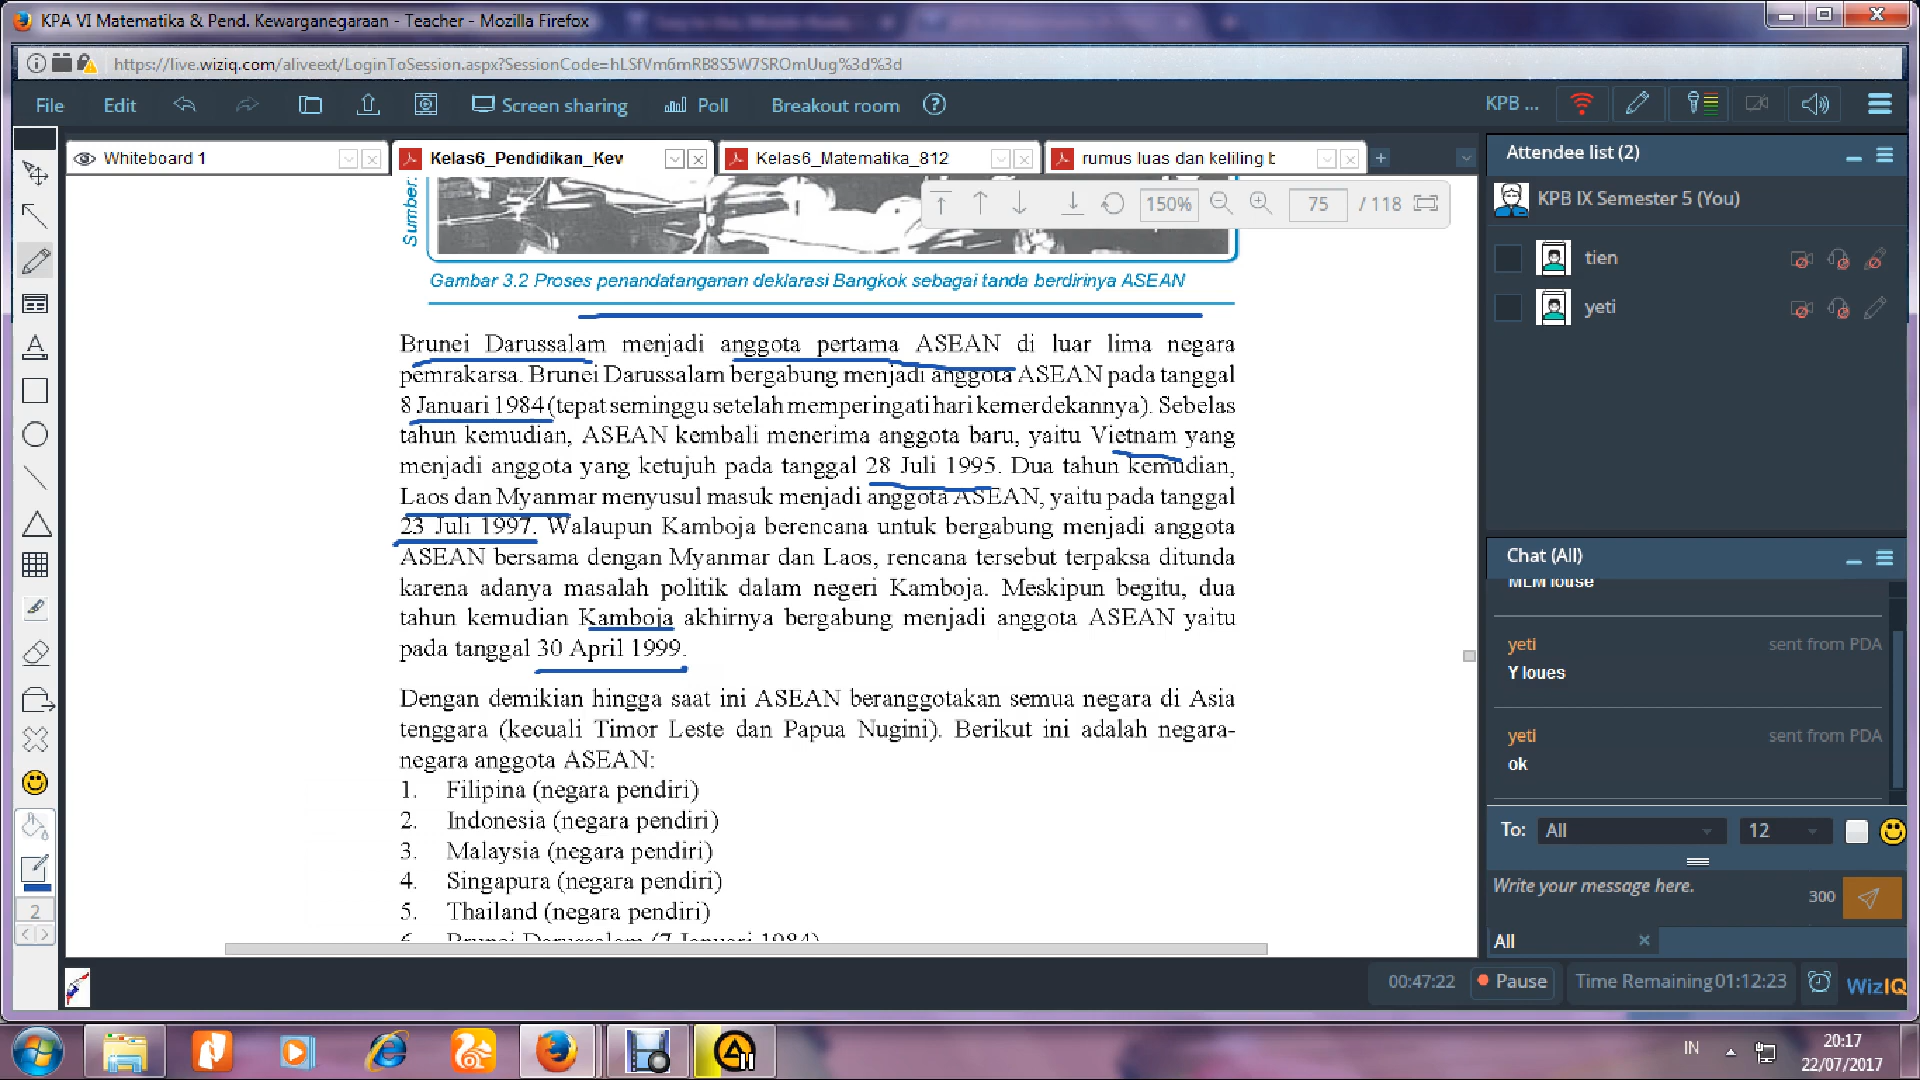 KPA VI Matematika & Pend. Kewarganegaraan - Teacher - Mozilla Firefox
https://live.wiziq.com/aliveext/LoginToSession.aspx?SessionCode=hLSfVm6mRB8S5W7SROmUug%3d%3d
File Edit Screen sharing Poll Breakout room KPB ...
Whiteboard 1
Kelas6_Pendidikan_Kev
Kelas6_Matematika_812
rumus luas dan keliling b
150% 75 / 118
Sumber:
Gambar 3.2 Proses penandatanganan deklarasi Bangkok sebagai tanda berdirinya ASEAN
Brunei Darussalam menjadi anggota pertama ASEAN di luar lima negara
pemrakarsa. Brunei Darussalam bergabung menjadi anggota ASEAN pada tanggal
8 Januari 1984 (tepat seminggu setelah memperingati hari kemerdekannya). Sebelas
tahun kemudian, ASEAN kembali menerima anggota baru, yaitu Vietnam yang
menjadi anggota yang ketujuh pada tanggal 28 Juli 1995. Dua tahun kemudian,
Laos dan Myanmar menyusul masuk menjadi anggota ASEAN, yaitu pada tanggal
23 Juli 1997. Walaupun Kamboja berencana untuk bergabung menjadi anggota
ASEAN bersama dengan Myanmar dan Laos, rencana tersebut terpaksa ditunda
karena adanya masalah politik dalam negeri Kamboja. Meskipun begitu, dua
tahun kemudian Kamboja akhirnya bergabung menjadi anggota ASEAN yaitu
pada tanggal 30 April 1999.
Dengan demikian hingga saat ini ASEAN beranggotakan semua negara di Asia
tenggara (kecuali Timor Leste dan Papua Nugini). Berikut ini adalah negara-
negara anggota ASEAN:
1. Filipina (negara pendiri)
2. Indonesia (negara pendiri)
3. Malaysia (negara pendiri)
4. Singapura (negara pendiri)
5. Thailand (negara pendiri)
6. Brunei Darussalam (7 Januari 1984)
2
Attendee list (2)
KPB IX Semester 5 (You)
tien
yeti
Chat (All)
MLM louse
yeti sent from PDA
Y loues
yeti sent from PDA
ok
To: All 12
Write your message here.
300
All
00:47:22 Pause Time Remaining 01:12:23 WizIQ
IN
20:17
22/07/2017